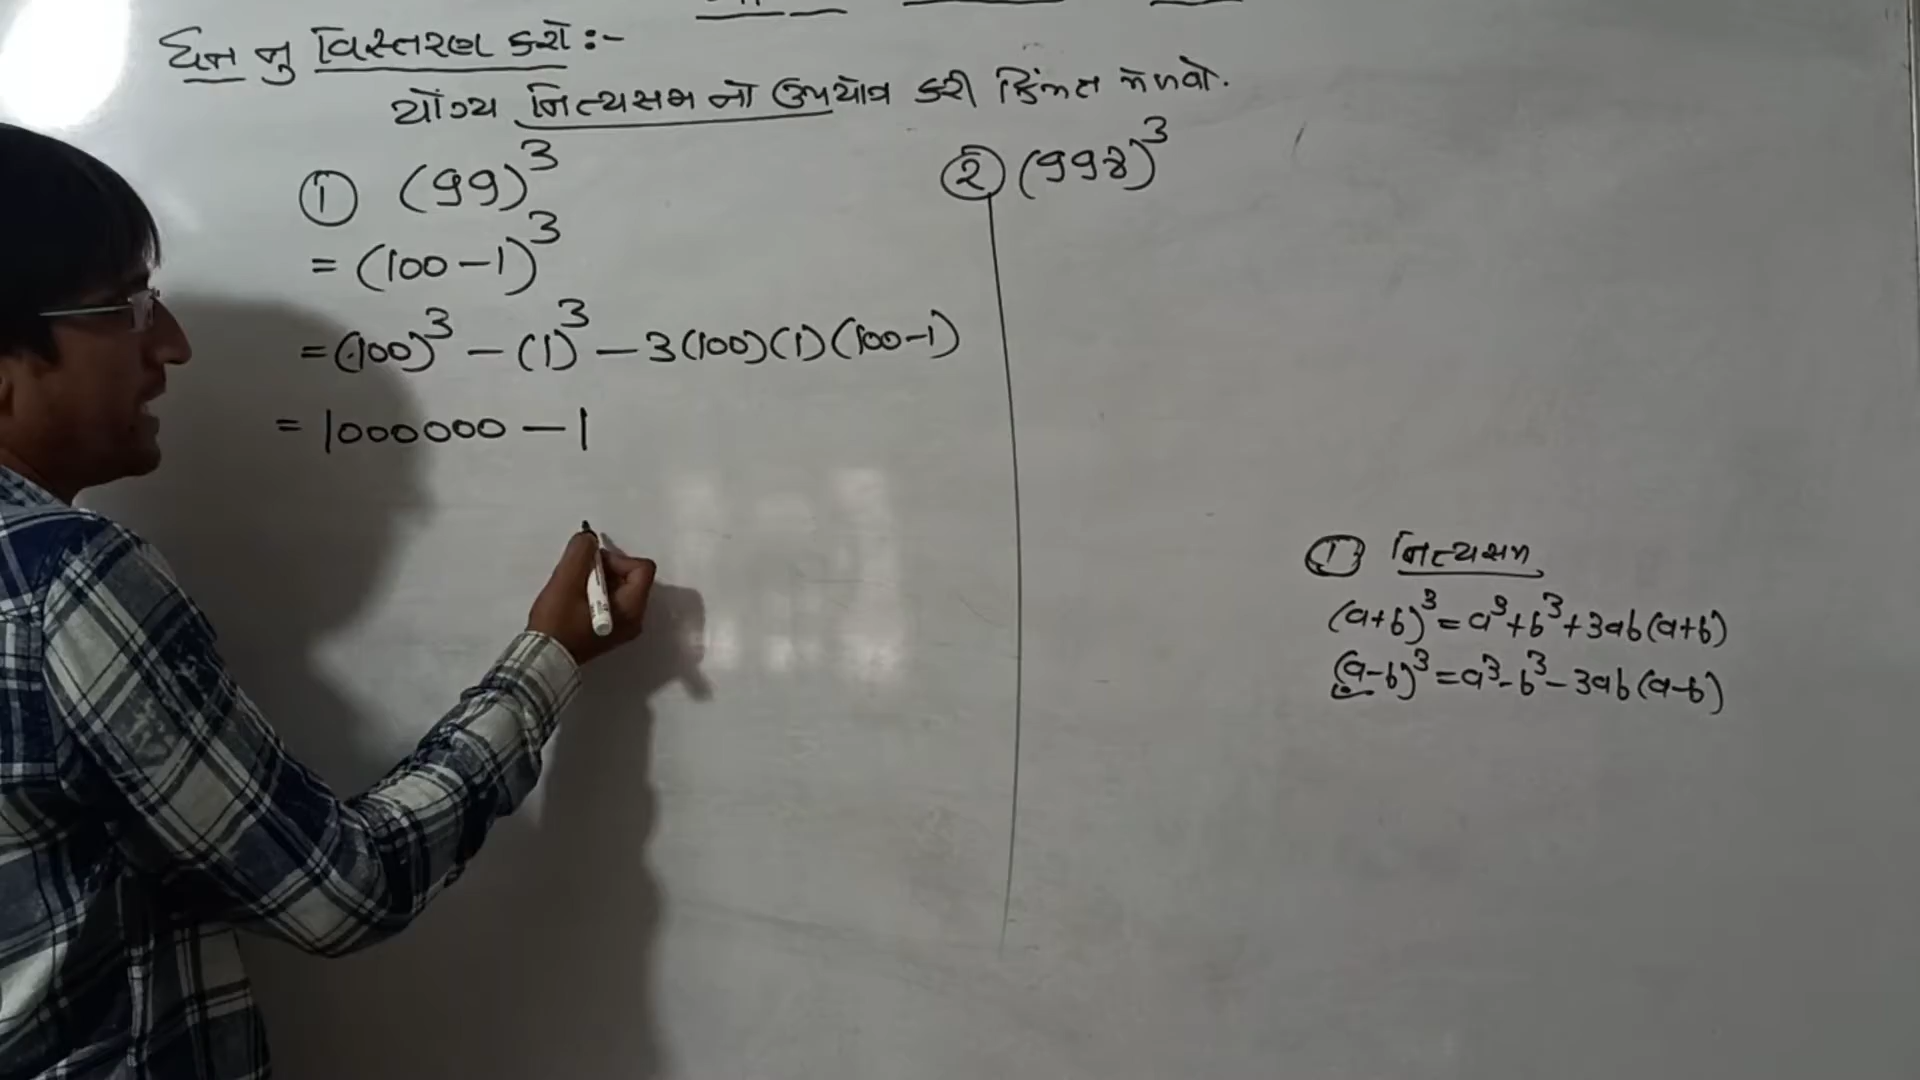 ઘન નુ વિસ્તરણ કરો :-
યોગ્ય નિત્યસમ નો ઉપયોગ કરી કિંમત મેળવો.
① (99)³
= (100-1)³
= (100)³ - (1)³ - 3(100)(1)(100-1)
= 1000000 - 1
② (998)³
① નિત્યસમ
(a+b)³ = a³+b³+3ab(a+b)
(a-b)³ = a³-b³-3ab(a-b)